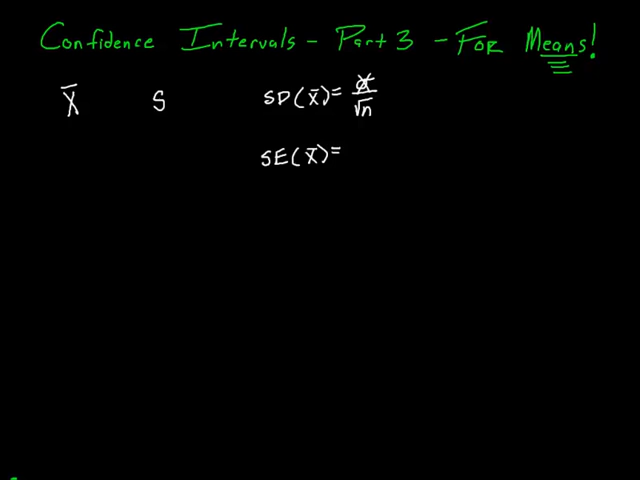 Confidence Intervals - Part 3 - For Means!
x̄ s SD(x̄)= σ/√n
SE(x̄)=